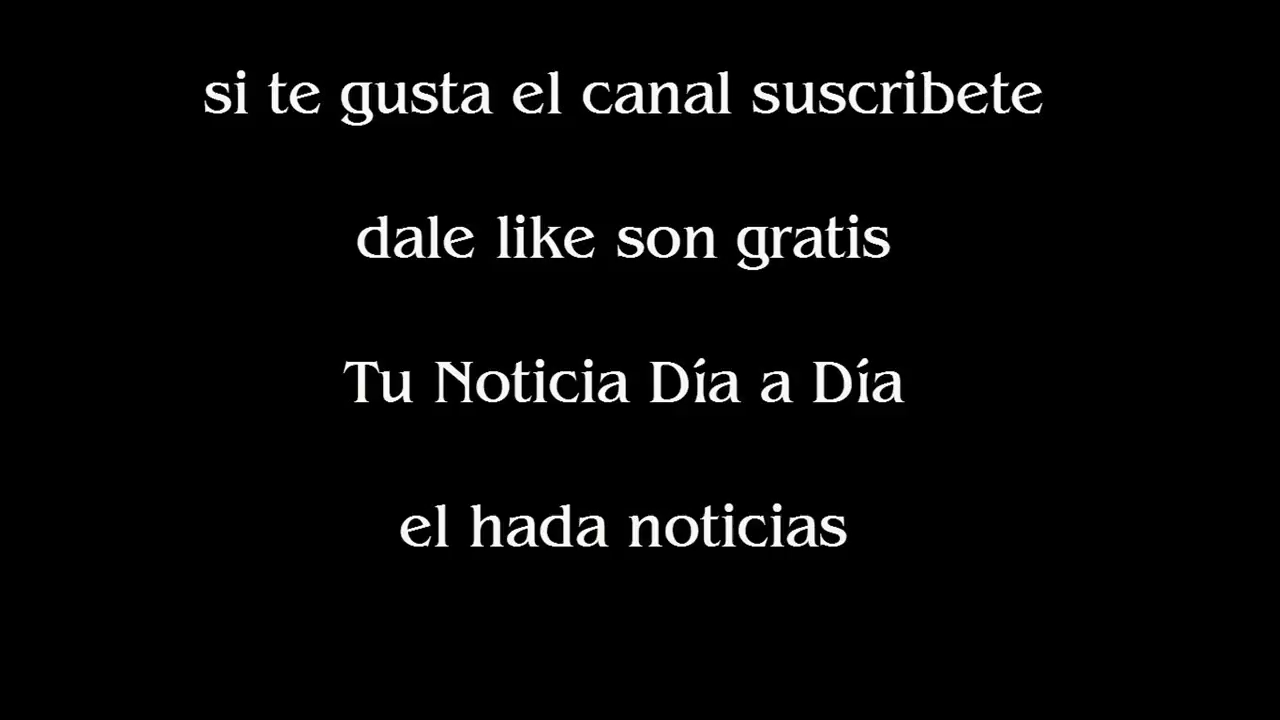 si te gusta el canal suscribete
dale like son gratis
Tu Noticia Día a Día
el hada noticias